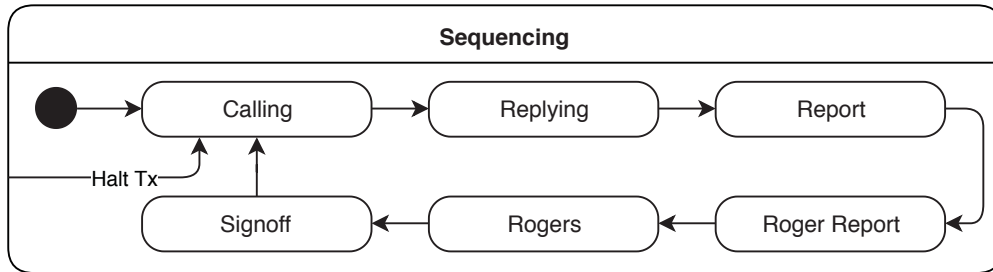 Sequencing
Calling
Replying
Report
Halt Tx
Signoff
Rogers
Roger Report